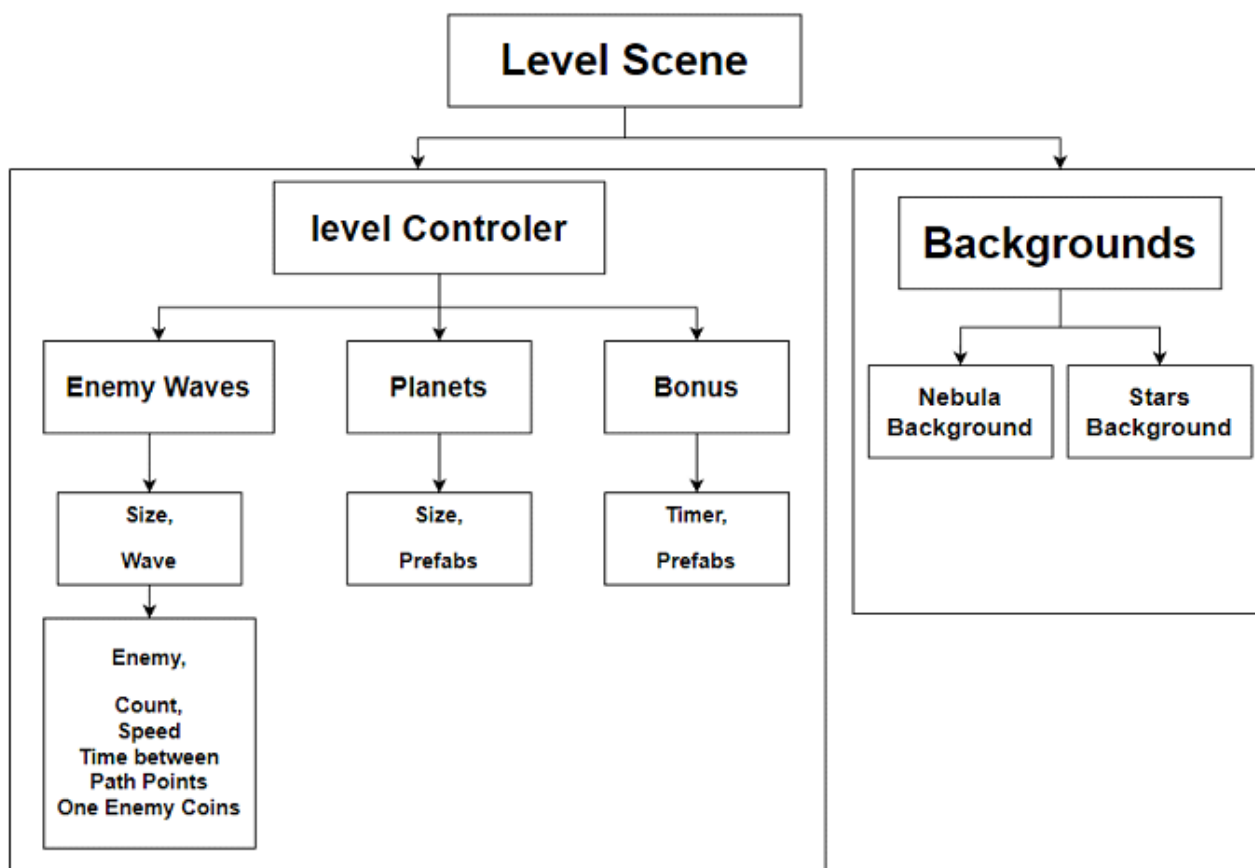 Level Scene
level Controler
Backgrounds
Enemy Waves
Planets
Bonus
Nebula
Background
Stars
Background
Size,
Wave
Size,
Prefabs
Timer,
Prefabs
Enemy,
Count,
Speed
Time between
Path Points
One Enemy Coins